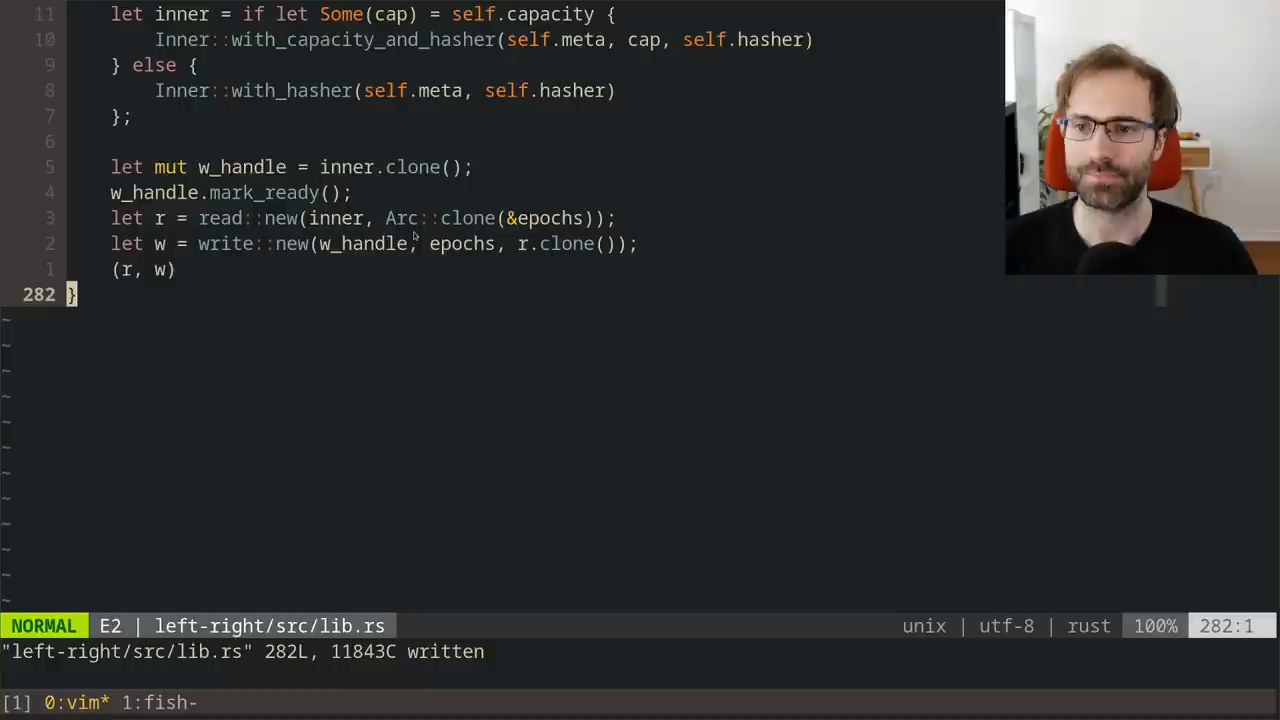 11 let inner = if let Some(cap) = self.capacity {
10 Inner::with_capacity_and_hasher(self.meta, cap, self.hasher)
9 } else {
8 Inner::with_hasher(self.meta, self.hasher)
7 };
6
5 let mut w_handle = inner.clone();
4 w_handle.mark_ready();
3 let r = read::new(inner, Arc::clone(&epochs));
2 let w = write::new(w_handle, epochs, r.clone());
1 (r, w)
282 }
~
~
~
~
~
~
~
~
~
~
~
~
NORMAL E2 | left-right/src/lib.rs unix | utf-8 | rust 100% 282:1
"left-right/src/lib.rs" 282L, 11843C written
[1] 0:vim* 1:fish-